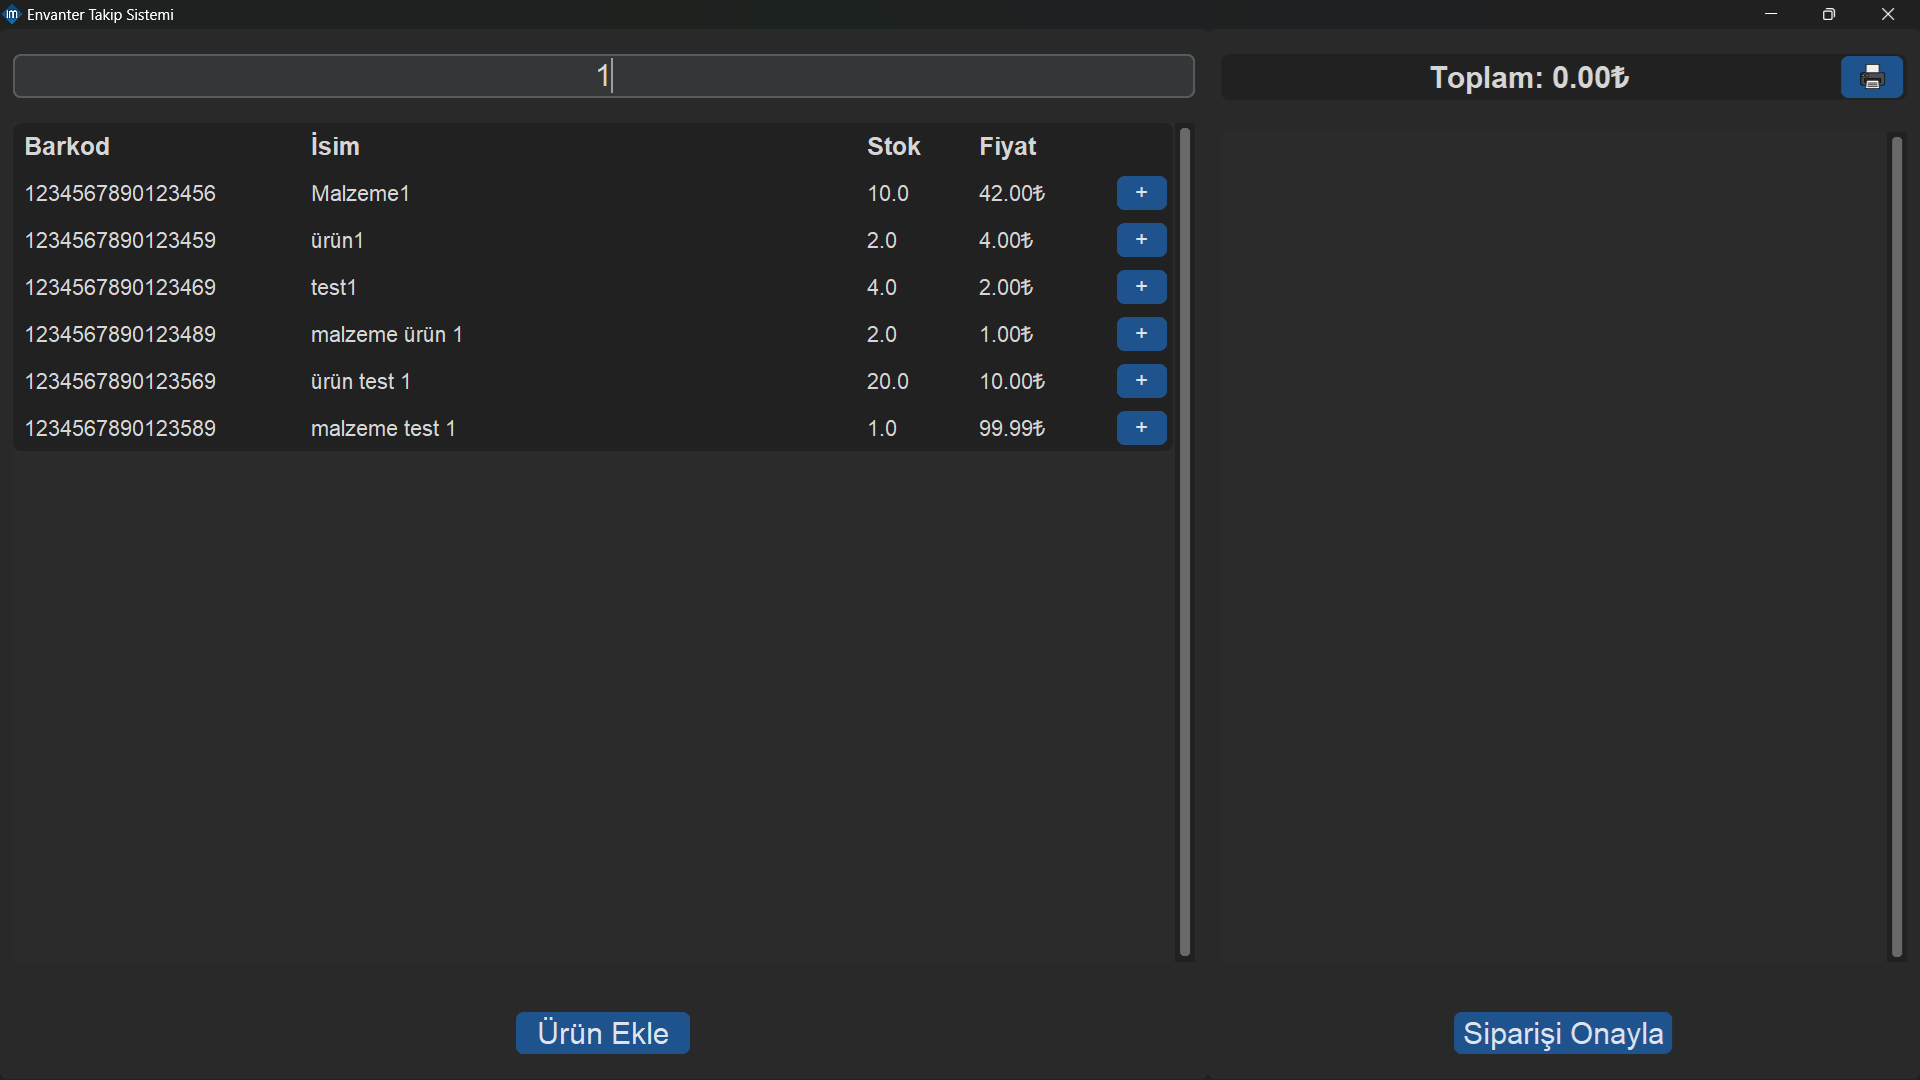 Envanter Takip Sistemi
1
Toplam: 0.00₺
Barkod İsim Stok Fiyat
1234567890123456 Malzeme1 10.0 42.00₺ +
1234567890123459 ürün1 2.0 4.00₺ +
1234567890123469 test1 4.0 2.00₺ +
1234567890123489 malzeme ürün 1 2.0 1.00₺ +
1234567890123569 ürün test 1 20.0 10.00₺ +
1234567890123589 malzeme test 1 1.0 99.99₺ +
Ürün Ekle
Siparişi Onayla